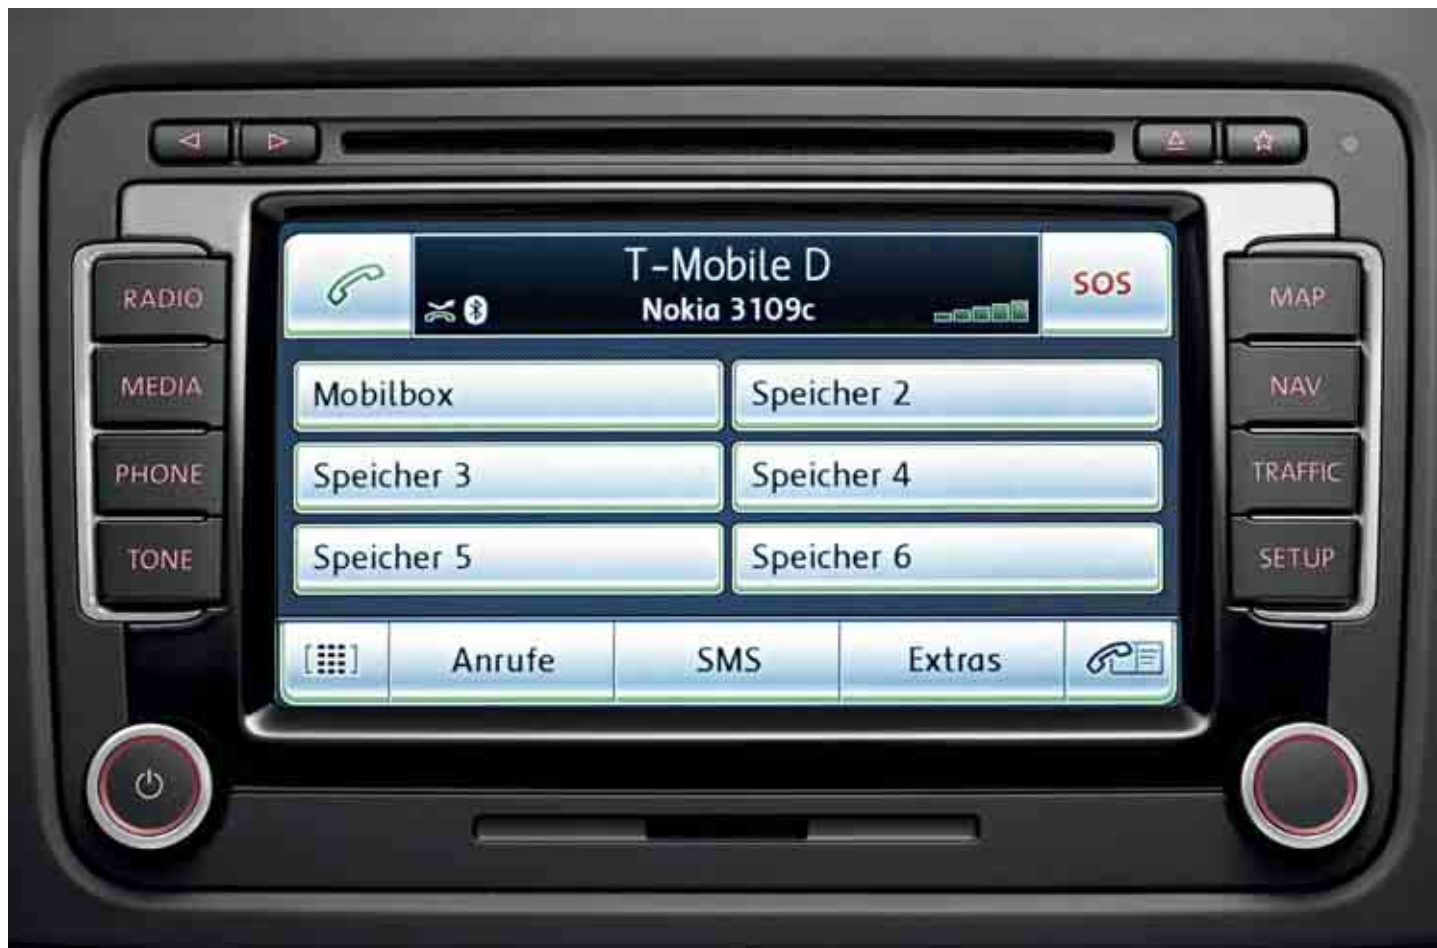 T-Mobile D
Nokia 3109c
SOS
RADIO
MEDIA
PHONE
TONE
Mobilbox
Speicher 2
Speicher 3
Speicher 4
Speicher 5
Speicher 6
Anrufe
SMS
Extras
MAP
NAV
TRAFFIC
SETUP